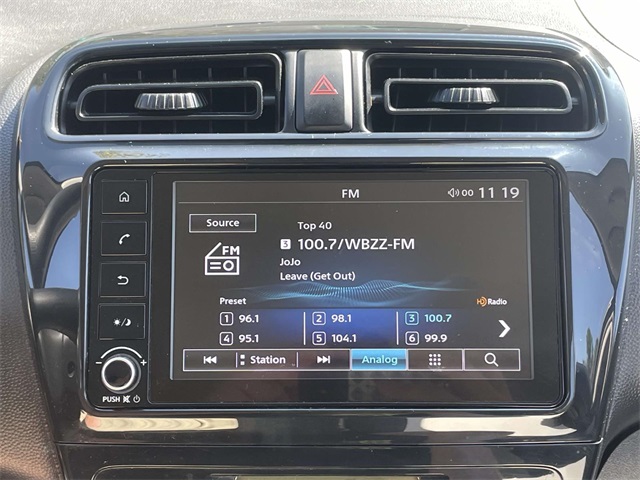 FM 00 11 19
Source
Top 40
FM
S 100.7/WBZZ-FM
JoJo
Leave (Get Out)
Preset HD Radio
1 96.1 2 98.1 3 100.7
4 95.1 5 104.1 6 99.9
Station Analog
- +
PUSH